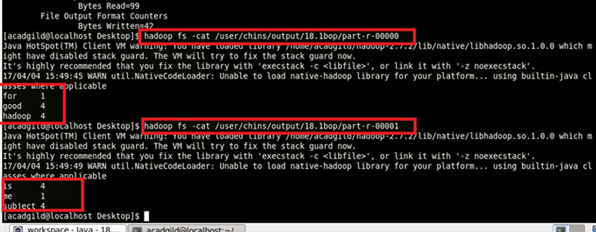 Bytes Read=99
File Output Format Counters
Bytes Written=42
[acadgild@localhost Desktop]$ hadoop fs -cat /user/chins/output/18.1bop/part-r-00000
Java HotSpot(TM) Client VM warning: You have loaded library /home/acadgild/hadoop-2.7.2/lib/native/libhadoop.so.1.0.0 which m
ight have disabled stack guard. The VM will try to fix the stack guard now.
It's highly recommended that you fix the library with 'execstack -c <libfile>', or link it with '-z noexecstack'.
17/04/04 15:49:45 WARN util.NativeCodeLoader: Unable to load native-hadoop library for your platform... using builtin-java cl
asses where applicable
for 1
good 4
hadoop 4
[acadgild@localhost Desktop]$ hadoop fs -cat /user/chins/output/18.1bop/part-r-00001
Java HotSpot(TM) Client VM warning: You have loaded library /home/acadgild/hadoop-2.7.2/lib/native/libhadoop.so.1.0.0 which m
ight have disabled stack guard. The VM will try to fix the stack guard now.
It's highly recommended that you fix the library with 'execstack -c <libfile>', or link it with '-z noexecstack'.
17/04/04 15:49:56 WARN util.NativeCodeLoader: Unable to load native-hadoop library for your platform... using builtin-java cl
asses where applicable
is 4
me 1
subject 4
[acadgild@localhost Desktop]$
workspace - Java - 18.... acadgild@localhost:~/...